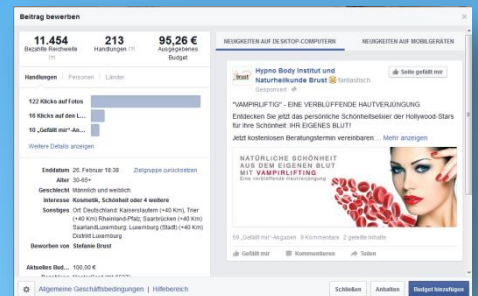 Beitrag bewerben
11.454
Bezahlte Reichweite
[?]
213
Handlungen [?]
95,26 €
Ausgegebenes
Budget
Handlungen
Personen
Länder
122 Klicks auf Fotos
16 Klicks auf den L...
10 „Gefällt mir“-An...
Weitere Details anzeigen
Enddatum 26. Februar 18:38
Zielgruppe zurücksetzen
Alter 30-65+
Geschlecht Männlich und weiblich
Interesse Kosmetik, Schönheit oder 4 weitere
Sonstiges Ort Deutschland: Kaiserslautern (+40 Km), Trier
(+40 Km) Rheinland-Pfalz; Saarbrücken (+40 Km)
Saarland Luxemburg: Luxemburg (Stadt) (+40 Km)
Distrikt Luxemburg
Beworben von Stefanie Brust
Aktuelles Bud... 100,00 €
NEUIGKEITEN AUF DESKTOP-COMPUTERN
NEUIGKEITEN AUF MOBILGERÄTEN
Brust
Hypno Body Institut und
Naturheilkunde Brust
fantastisch
Gesponsert
Seite gefällt mir
"VAMPIRLIFTIG" - EINE VERBLÜFFENDE HAUTVERJÜNGUNG
Entdecken Sie jetzt das persönliche Schönheitselixier der Hollywood-Stars
für Ihre Schönheit: IHR EIGENES BLUT!
Jetzt kostenlosen Beratungstermin vereinbaren:... Mehr anzeigen
NATÜRLICHE SCHÖNHEIT
AUS DEM EIGENEN BLUT
MIT VAMPIRLIFTING
Eine verblüffende Hautverjüngung
59 „Gefällt mir“-Angaben 9 Kommentare 2 geteilte Inhalte
Gefällt mir
Kommentieren
Teilen
Allgemeine Geschäftsbedingungen | Hilfebereich
Schließen
Anhalten
Budget hinzufügen